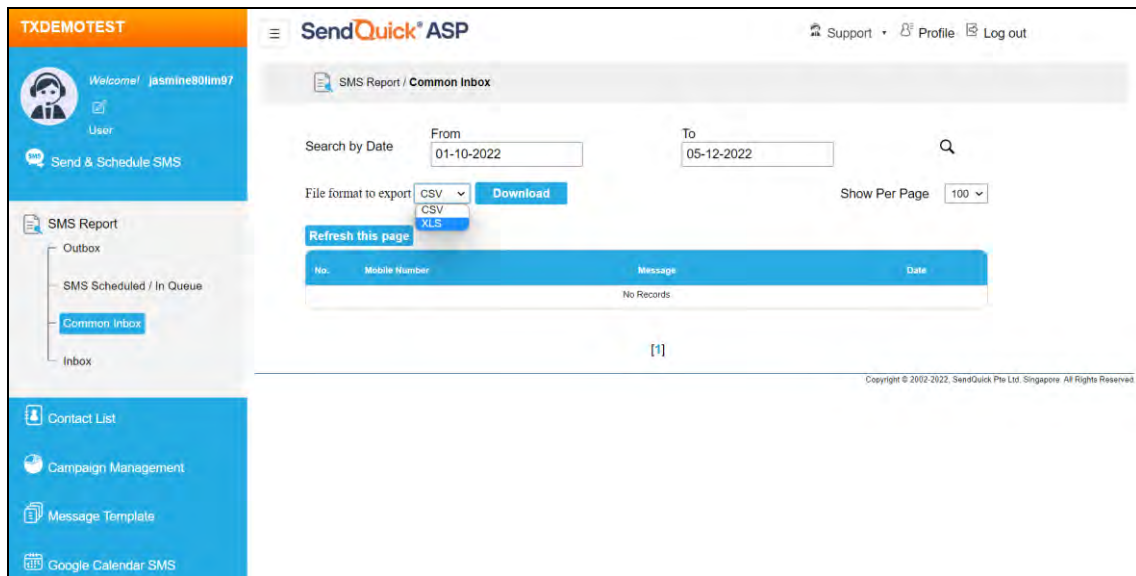 TXDEMOTEST
SendQuick® ASP
Support
Profile
Log out
Welcome! jasmine80lim97
User
Send & Schedule SMS
SMS Report / Common Inbox
Search by Date
From
01-10-2022
To
05-12-2022
File format to export CSV
CSV
XLS
Download
Show Per Page 100
Refresh this page
No. Mobile Number Message Date
No Records
[1]
Copyright © 2002-2022, SendQuick Pte Ltd, Singapore. All Rights Reserved.
SMS Report
Outbox
SMS Scheduled / In Queue
Common Inbox
Inbox
Contact List
Campaign Management
Message Template
Google Calendar SMS